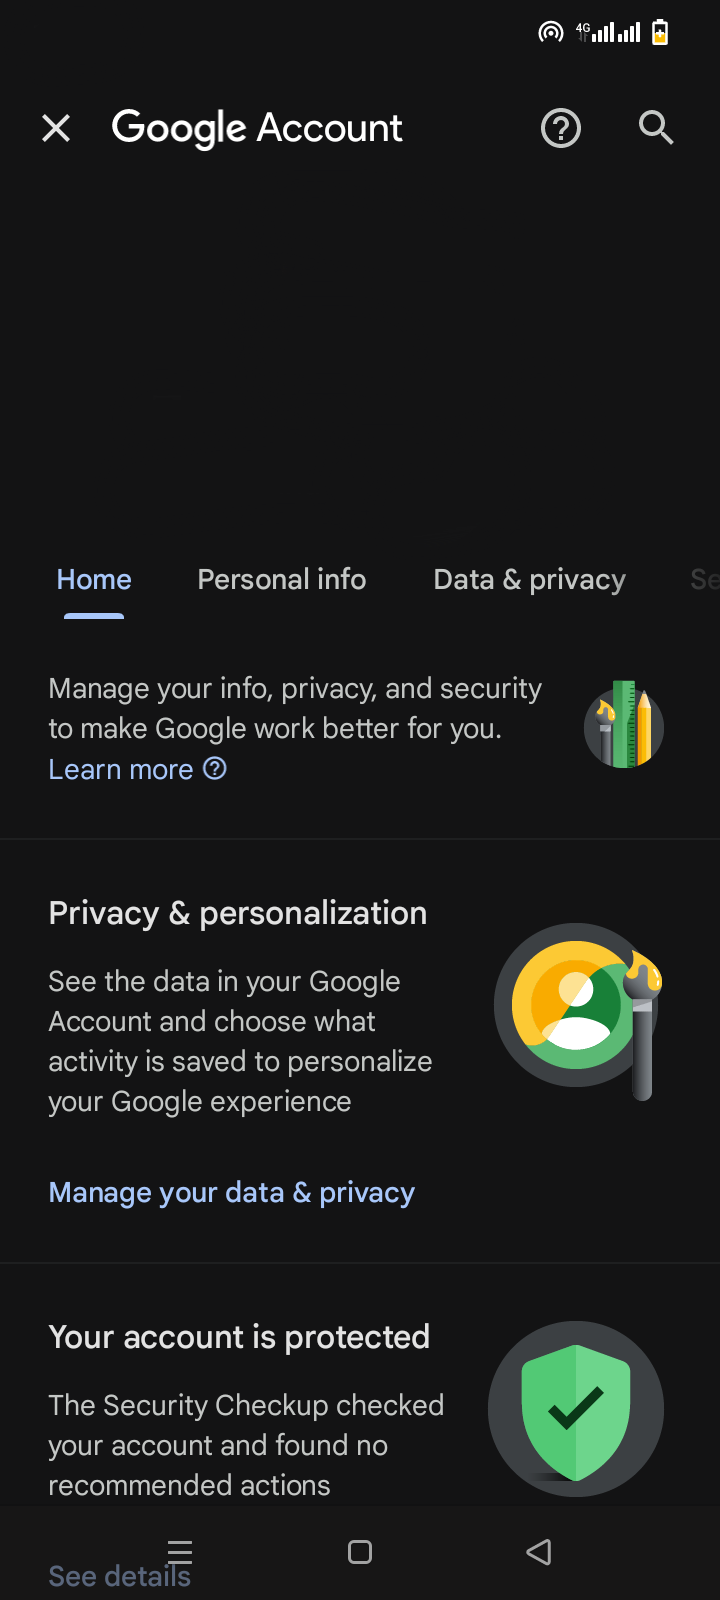 4G
Google Account
Home Personal info Data & privacy Se
Manage your info, privacy, and security
to make Google work better for you.
Learn more
Privacy & personalization
See the data in your Google
Account and choose what
activity is saved to personalize
your Google experience
Manage your data & privacy
Your account is protected
The Security Checkup checked
your account and found no
recommended actions
See details